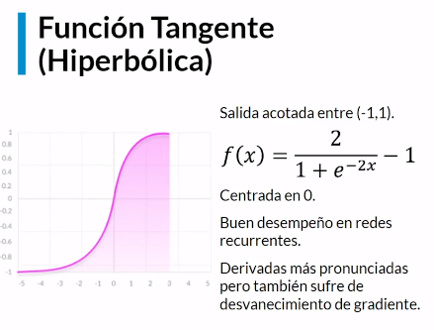 Función Tangente
(Hiperbólica)
Salida acotada entre (-1,1).
f(x) = 2 / (1 + e^{-2x}) - 1
Centrada en 0.
Buen desempeño en redes
recurrentes.
Derivadas más pronunciadas
pero también sufre de
desvanecimiento de gradiente.
1
0.8
0.6
0.4
0.2
0
-0.2
-0.4
-0.6
-0.8
-1
-5 -4 -3 -2 -1 0 1 2 3 4 5